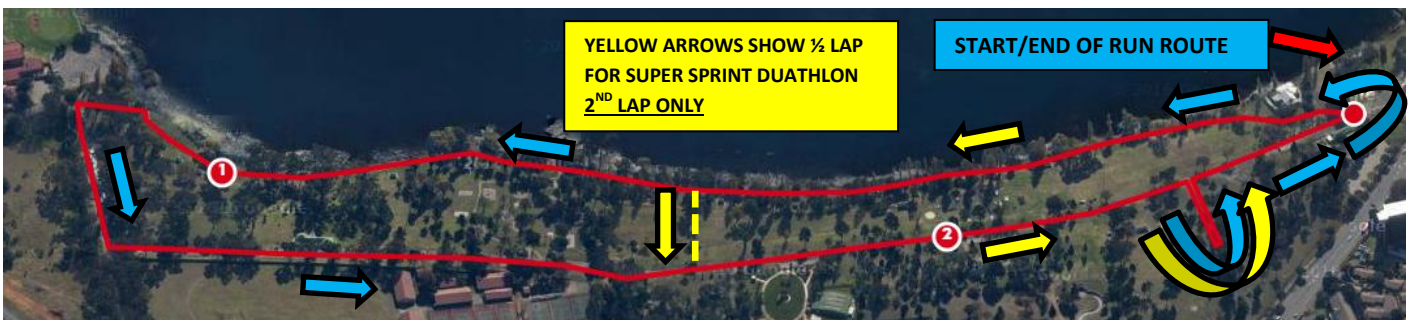 YELLOW ARROWS SHOW ½ LAP
FOR SUPER SPRINT DUATHLON
2ND LAP ONLY
START/END OF RUN ROUTE
1
2